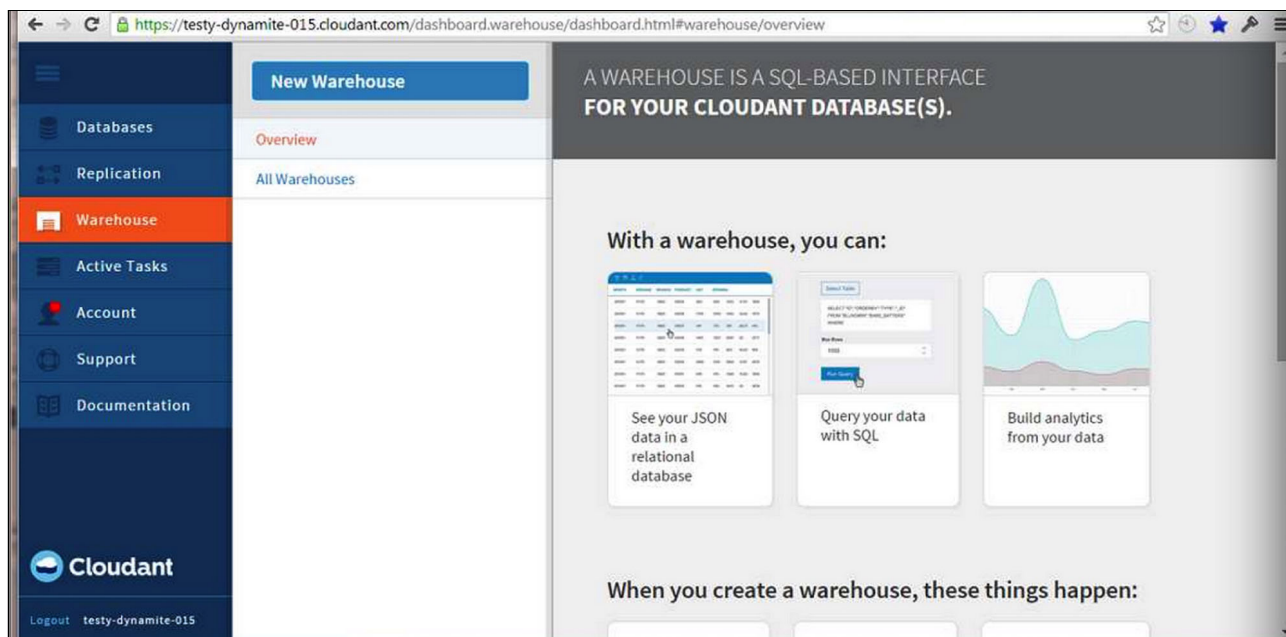 https://testy-dynamite-015.cloudant.com/dashboard.warehouse/dashboard.html#warehouse/overview
Databases
Replication
Warehouse
Active Tasks
Account
Support
Documentation
Cloudant
Logout testy-dynamite-015
New Warehouse
Overview
All Warehouses
A WAREHOUSE IS A SQL-BASED INTERFACE
FOR YOUR CLOUDANT DATABASE(S).
With a warehouse, you can:
See your JSON
data in a
relational
database
Run Query
Query your data
with SQL
Build analytics
from your data
When you create a warehouse, these things happen: